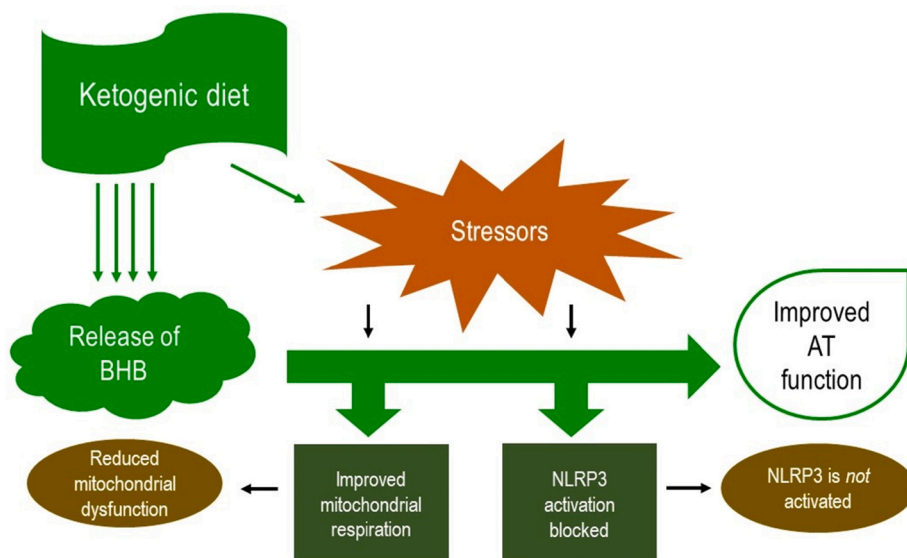 Ketogenic diet
Stressors
Release of
BHB
Improved
AT
function
Reduced
mitochondrial
dysfunction
Improved
mitochondrial
respiration
NLRP3
activation
blocked
NLRP3 is not
activated